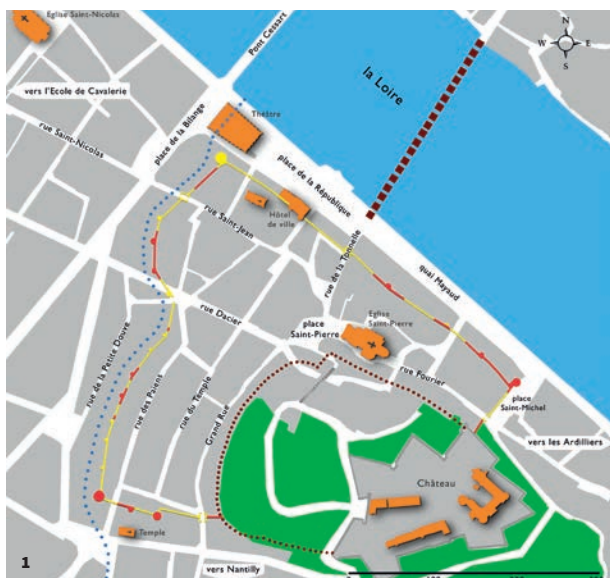 Eglise Saint-Nicolas
Pont Cessart
N
W
E
S
la Loire
vers l'Ecole de Cavalerie
Théâtre
rue Saint-Nicolas
place de la Bilange
place de la République
rue Saint-Jean
Hôtel
de ville
rue de la Tonnelle
quai Mayaud
rue Dacier
place
Saint-Pierre
Eglise
Saint-Pierre
rue Fourier
rue de la Petite Douve
rue des Païens
rue du Temple
Grand Rue
place
Saint-Michel
vers les Ardilliers
Château
Temple
vers Nantilly
1